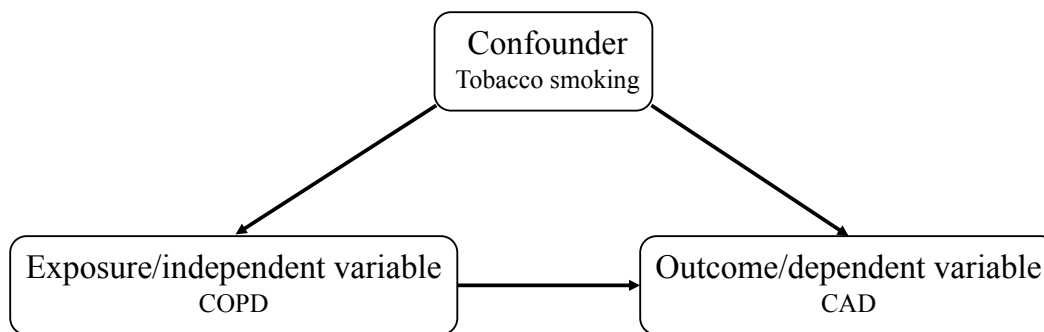 Confounder
Tobacco smoking
Exposure/independent variable
COPD
Outcome/dependent variable
CAD